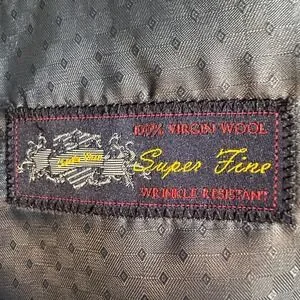 100% VIRGIN WOOL
Super Fine
WRINKLE RESISTANT